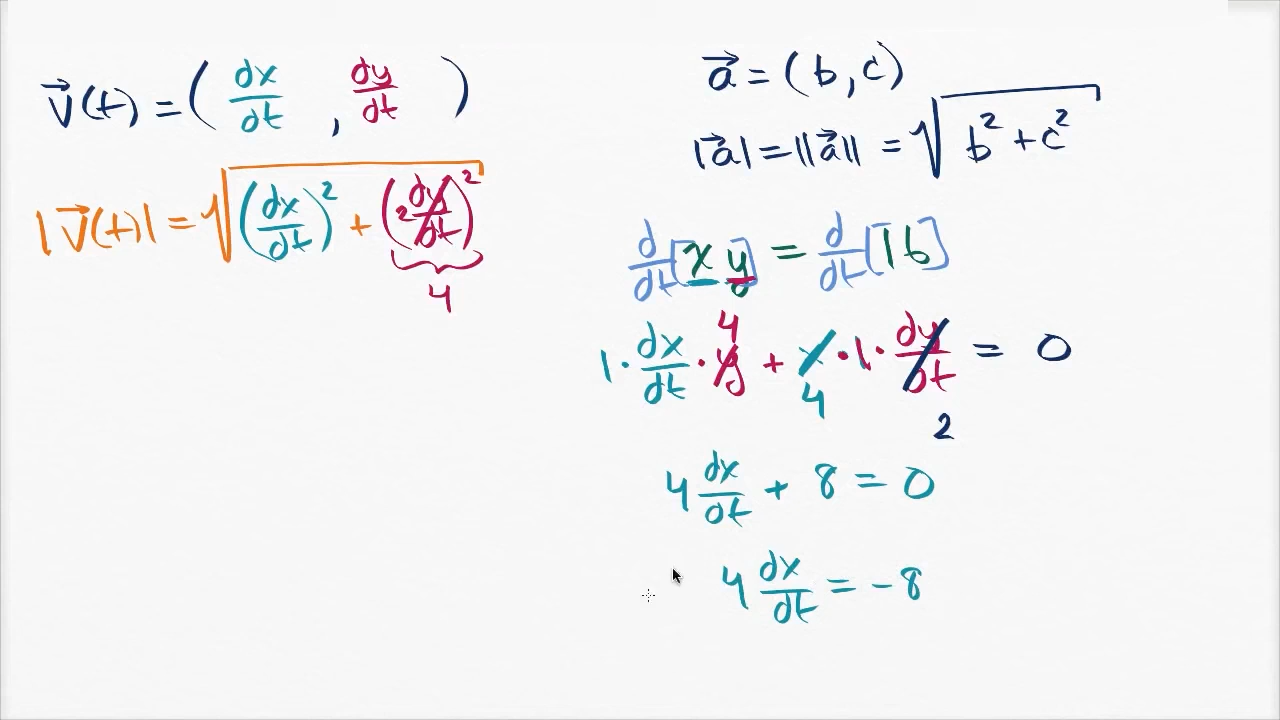 v⃗(t) = (dx/dt, dy/dt)
|v⃗(t)| = √((dx/dt)² + (2 dy/dt)²)
4
a⃗ = (b, c)
|a⃗| = ||a⃗|| = √(b² + c²)
d/dt[x y] = d/dt[16]
4
1 · dx/dt · y + x · 1 · dy/dt = 0
4 2
4 dx/dt + 8 = 0
4 dx/dt = -8